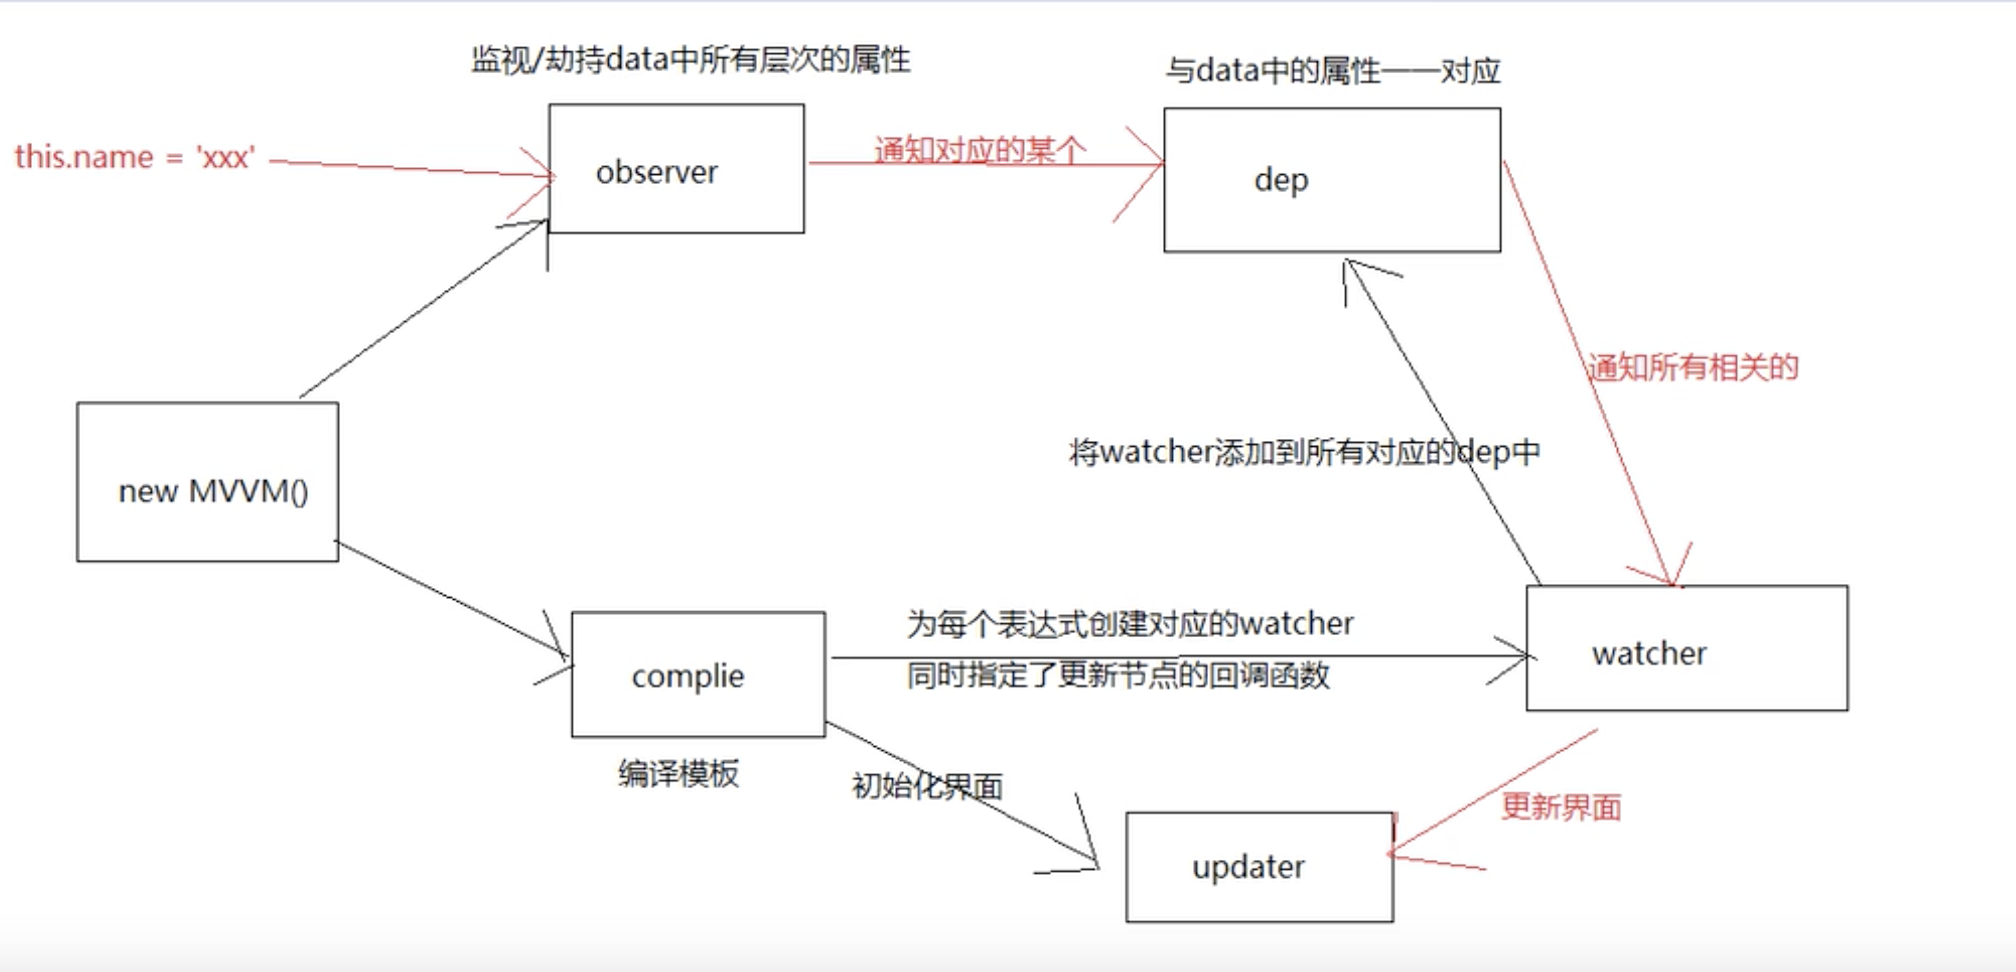 监视/劫持data中所有层次的属性
与data中的属性一一对应
this.name = 'xxx'
observer
通知对应的某个
dep
通知所有相关的
将watcher添加到所有对应的dep中
new MVVM()
为每个表达式创建对应的watcher
同时指定了更新节点的回调函数
watcher
complie
编译模板
初始化界面
更新界面
updater